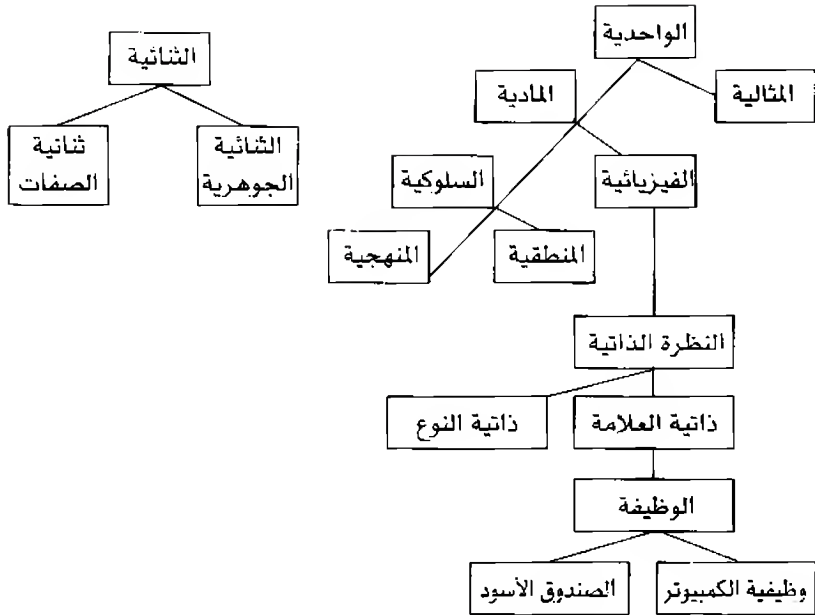 الواحدية
الثنائية
المادية
المثالية
ثنائية
الصفات
الثنائية
الجوهرية
السلوكية
الفيزيائية
المنهجية
المنطقية
النظرة الذاتية
ذاتية النوع
ذاتية العلامة
الوظيفة
الصندوق الأسود
وظيفية الكمبيوتر